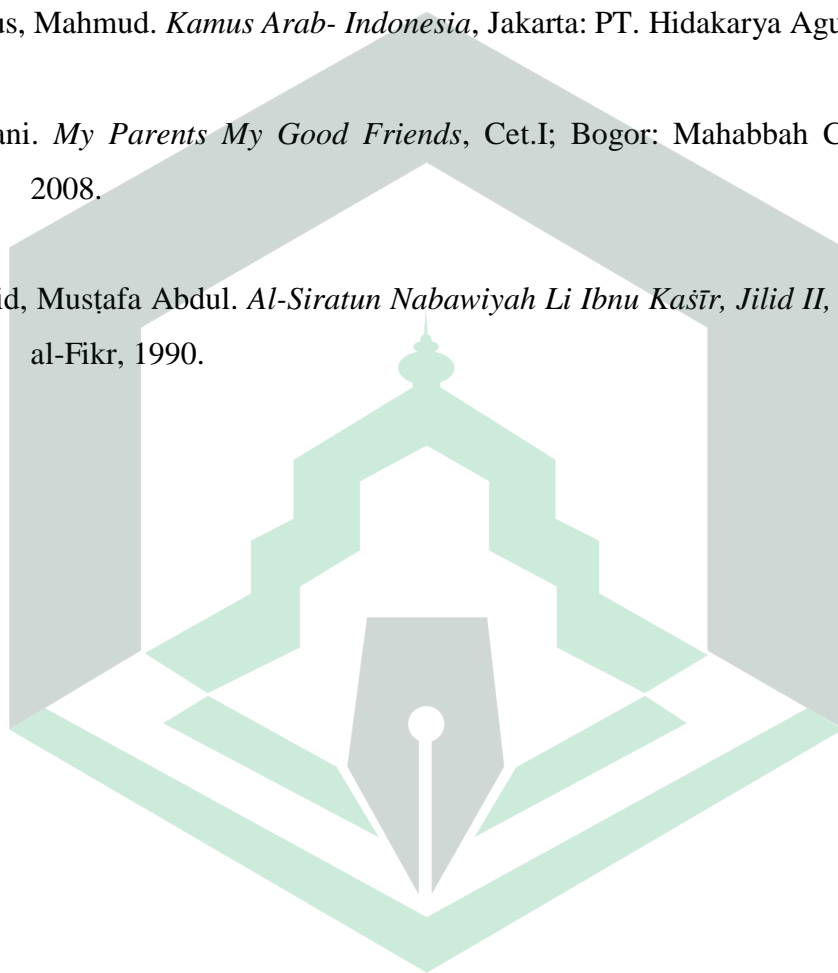 us, Mahmud. Kamus Arab- Indonesia, Jakarta: PT. Hidakarya Agu
ani. My Parents My Good Friends, Cet.I; Bogor: Mahabbah C
2008.
id, Musṭafa Abdul. Al-Siratun Nabawiyah Li Ibnu Kaṡīr, Jilid II,
al-Fikr, 1990.